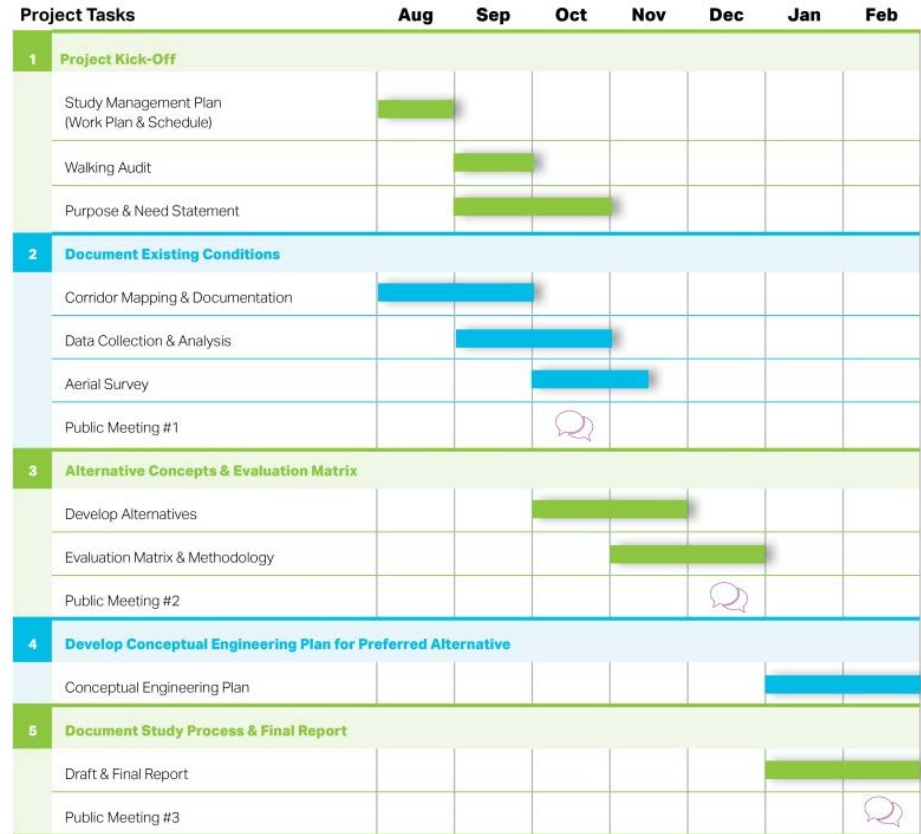 Project Tasks Aug Sep Oct Nov Dec Jan Feb
1 Project Kick-Off
Study Management Plan
(Work Plan & Schedule)
Walking Audit
Purpose & Need Statement
2 Document Existing Conditions
Corridor Mapping & Documentation
Data Collection & Analysis
Aerial Survey
Public Meeting #1
3 Alternative Concepts & Evaluation Matrix
Develop Alternatives
Evaluation Matrix & Methodology
Public Meeting #2
4 Develop Conceptual Engineering Plan for Preferred Alternative
Conceptual Engineering Plan
5 Document Study Process & Final Report
Draft & Final Report
Public Meeting #3